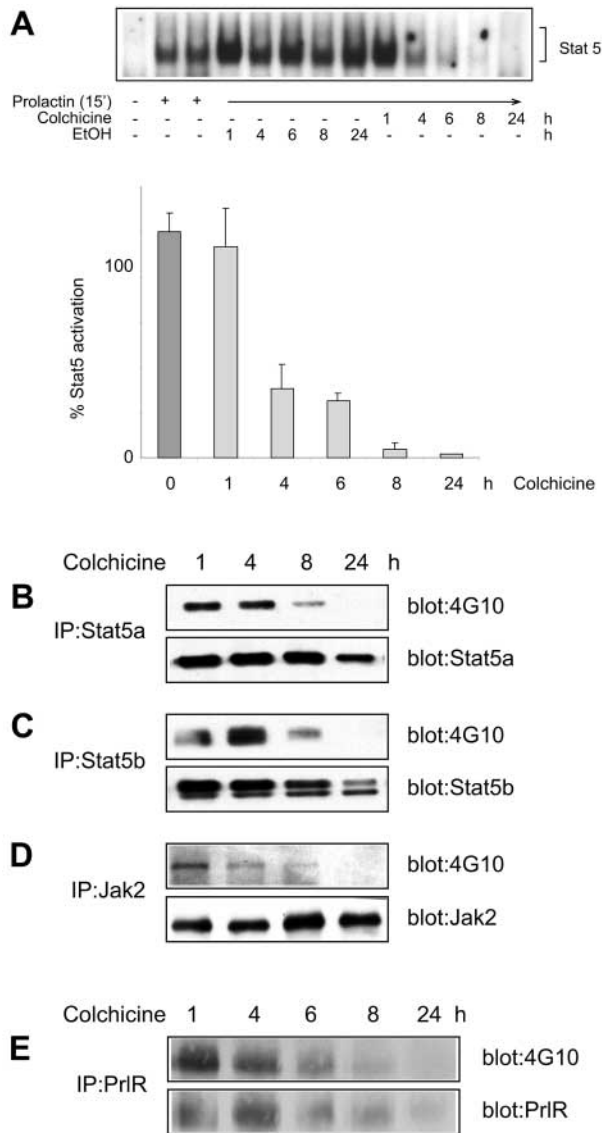 A
Stat 5
Prolactin (15') - + +
Colchicine - - - - - - - - 1 4 6 8 24 h
EtOH - - - 1 4 6 8 24 - - - - - h
% Stat5 activation
100
0
0 1 4 6 8 24 h Colchicine
Colchicine 1 4 8 24 h
B
IP:Stat5a
blot:4G10
blot:Stat5a
C
IP:Stat5b
blot:4G10
blot:Stat5b
D
IP:Jak2
blot:4G10
blot:Jak2
Colchicine 1 4 6 8 24 h
E
IP:PrlR
blot:4G10
blot:PrlR